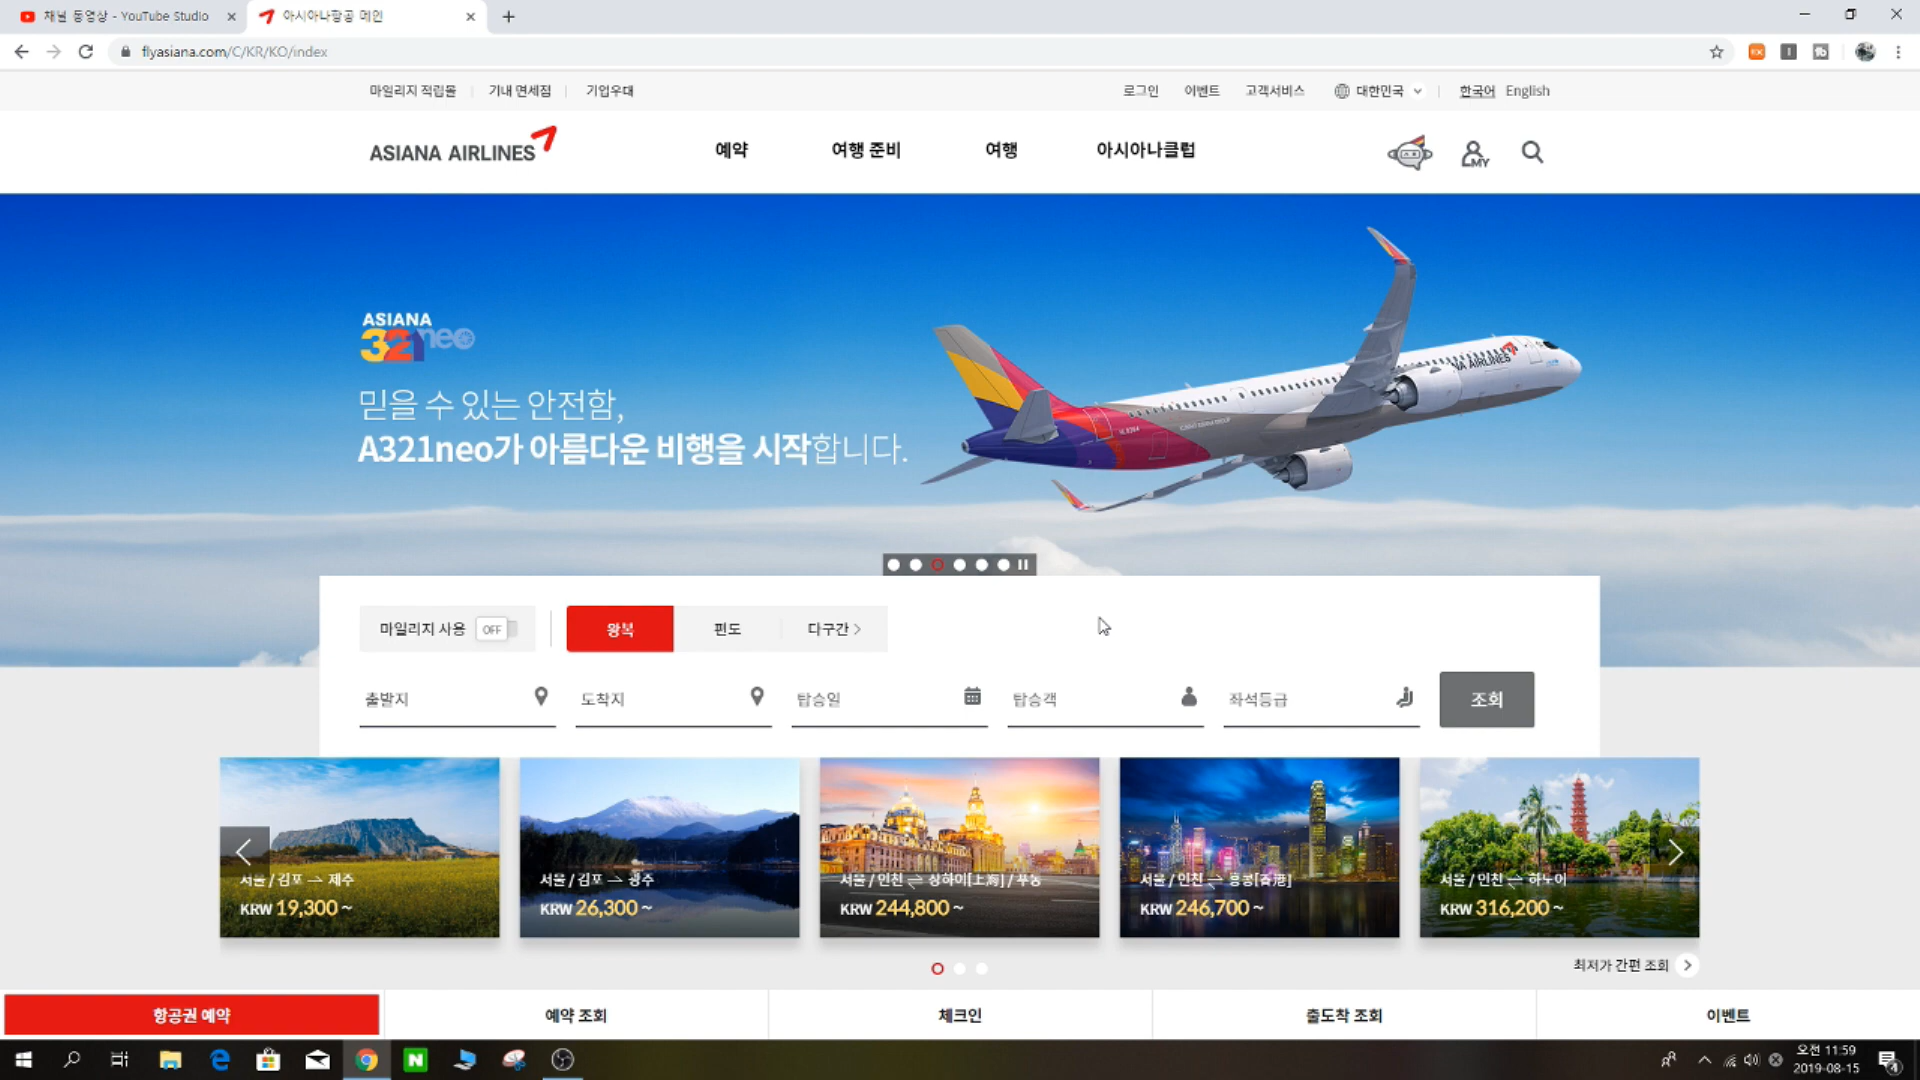 채널 동영상 - YouTube Studio
아시아나항공 메인
flyasiana.com/C/KR/KO/index
마일리지 적립몰
기내 면세점
기업우대
로그인
이벤트
고객서비스
대한민국
한국어
English
ASIANA AIRLINES
예약
여행 준비
여행
아시아나클럽
MY
ASIANA
321neo
믿을 수 있는 안전함,
A321neo가 아름다운 비행을 시작합니다.
마일리지 사용
OFF
왕복
편도
다구간
출발지
도착지
탑승일
탑승객
좌석등급
조회
서울 / 김포 → 제주
KRW 19,300 ~
서울 / 김포 → 광주
KRW 26,300 ~
서울 / 인천 ⇌ 상하이[上海] / 푸동
KRW 244,800 ~
서울 / 인천 ⇌ 홍콩[香港]
KRW 246,700 ~
서울 / 인천 ⇌ 하노이
KRW 316,200 ~
최저가 간편 조회
항공권 예약
예약 조회
체크인
출도착 조회
이벤트
오전 11:59
2019-08-15